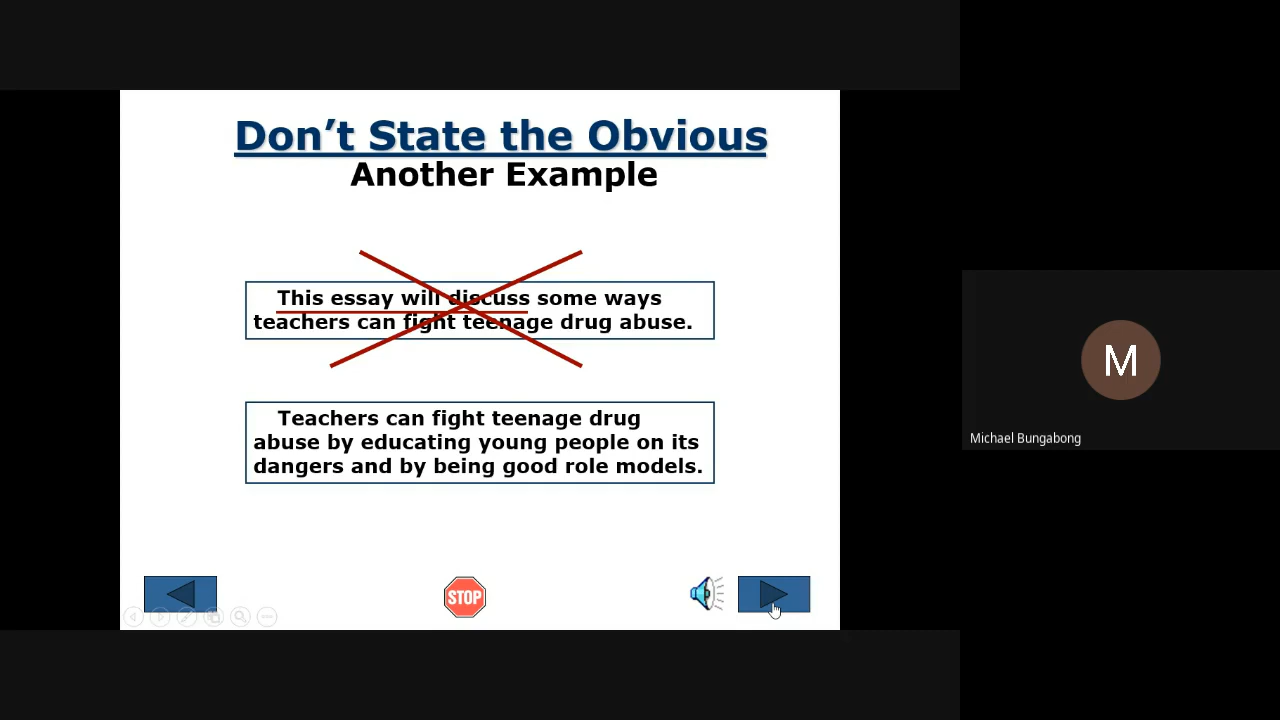 Don’t State the Obvious
Another Example
This essay will discuss some ways
teachers can fight teenage drug abuse.
Teachers can fight teenage drug
abuse by educating young people on its
dangers and by being good role models.
STOP
M
Michael Bungabong